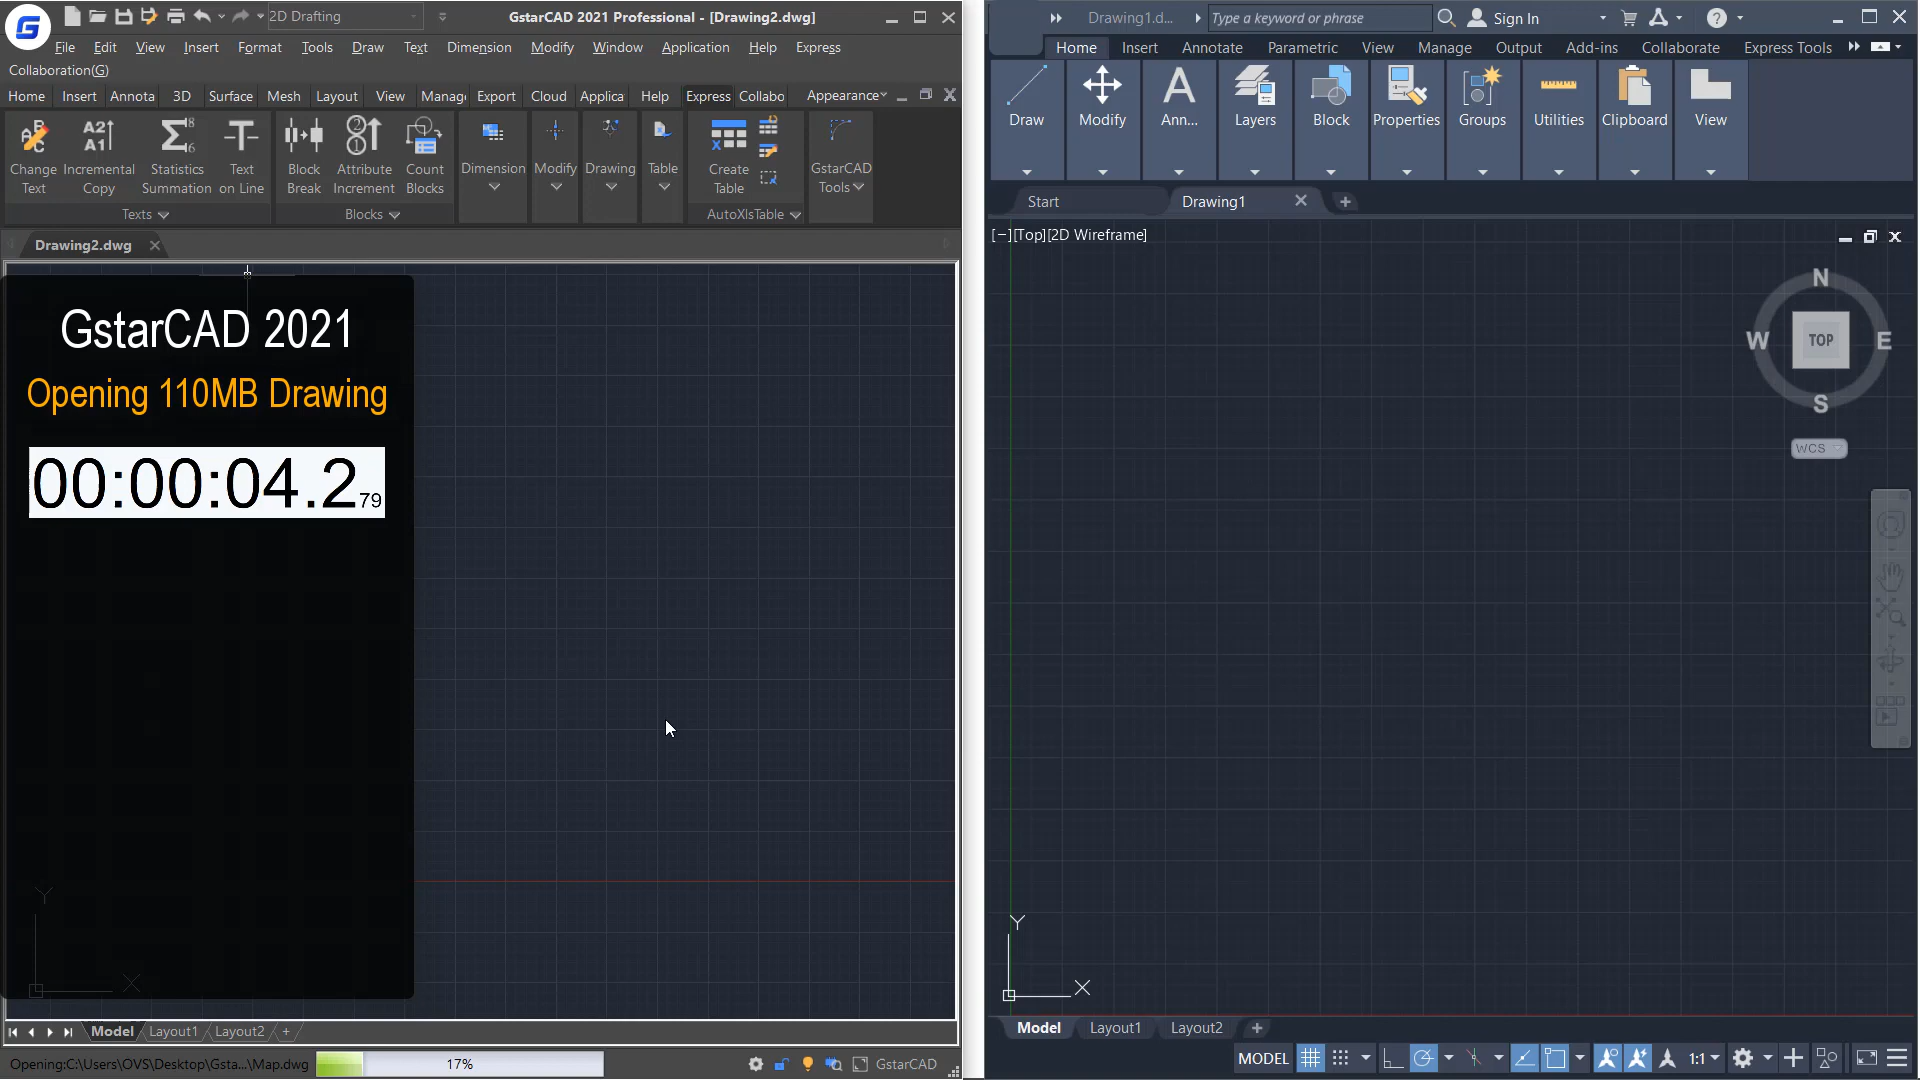 2D Drafting
GstarCAD 2021 Professional - [Drawing2.dwg]
File Edit View Insert Format Tools Draw Text Dimension Modify Window Application Help Express
Collaboration(G)
Home Insert Annota 3D Surface Mesh Layout View Manag Export Cloud Applica Help Express Collabo Appearance
Change Text
Incremental Copy
Statistics Summation
Text on Line
Block Break
Attribute Increment
Count Blocks
Dimension
Modify
Drawing
Table
Create Table
GstarCAD Tools
Texts
Blocks
AutoXlsTable
Drawing2.dwg
GstarCAD 2021
Opening 110MB Drawing
00:00:04.279
Y
X
Model Layout1 Layout2 +
Opening:C:\Users\OVS\Desktop\Gsta...\Map.dwg
17%
GstarCAD
Drawing1.d...
Type a keyword or phrase
Sign In
Home Insert Annotate Parametric View Manage Output Add-ins Collaborate Express Tools
Draw
Modify
Ann...
Layers
Block
Properties
Groups
Utilities
Clipboard
View
Start
Drawing1
[−][Top][2D Wireframe]
N
W TOP E
S
WCS
Y
X
Model Layout1 Layout2 +
MODEL
1:1